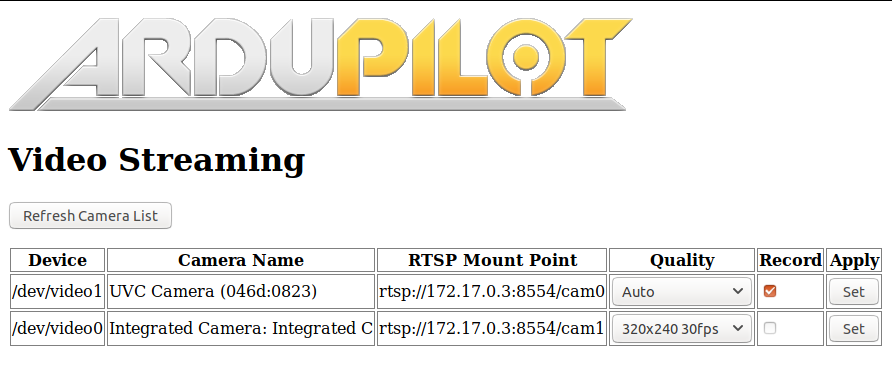 ARDUPILOT
Video Streaming
Refresh Camera List
Device Camera Name RTSP Mount Point Quality Record Apply
/dev/video1 UVC Camera (046d:0823) rtsp://172.17.0.3:8554/cam0 Auto Set
/dev/video0 Integrated Camera: Integrated C rtsp://172.17.0.3:8554/cam1 320x240 30fps Set